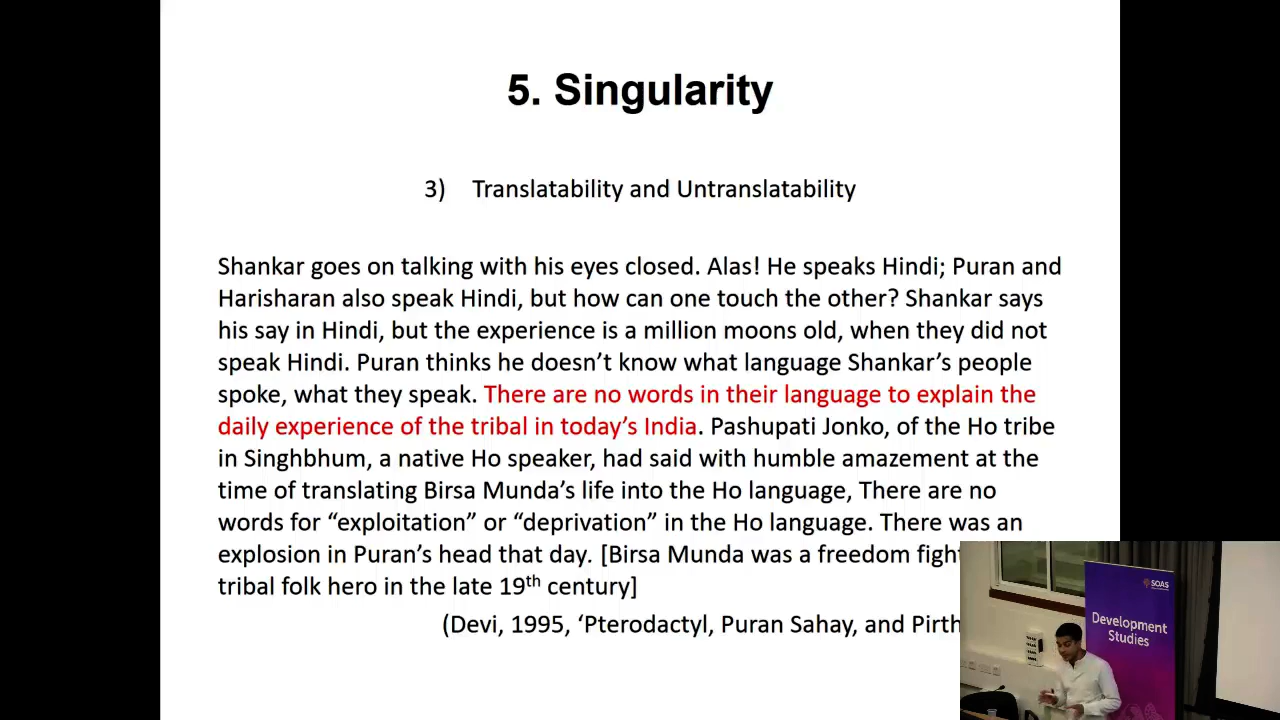 5. Singularity
3) Translatability and Untranslatability
Shankar goes on talking with his eyes closed. Alas! He speaks Hindi; Puran and
Harisharan also speak Hindi, but how can one touch the other? Shankar says
his say in Hindi, but the experience is a million moons old, when they did not
speak Hindi. Puran thinks he doesn’t know what language Shankar’s people
spoke, what they speak. There are no words in their language to explain the
daily experience of the tribal in today’s India. Pashupati Jonko, of the Ho tribe
in Singhbhum, a native Ho speaker, had said with humble amazement at the
time of translating Birsa Munda’s life into the Ho language, There are no
words for “exploitation” or “deprivation” in the Ho language. There was an
explosion in Puran’s head that day. [Birsa Munda was a freedom fight
tribal folk hero in the late 19th century]
(Devi, 1995, ‘Pterodactyl, Puran Sahay, and Pirth
SOAS
Development
Studies